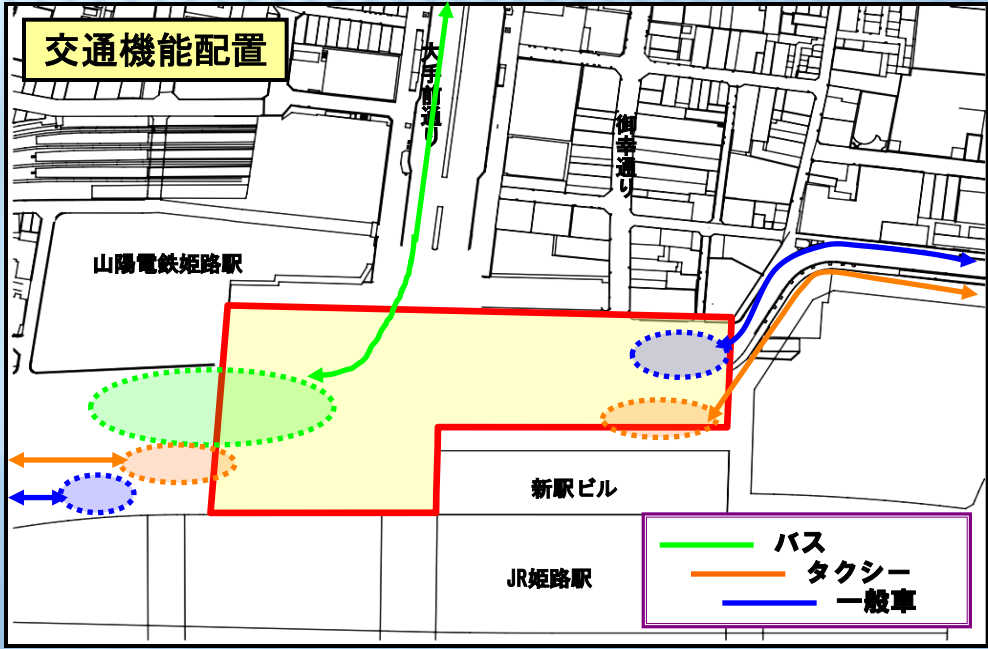 交通機能配置
大手前通り
御幸通り
山陽電鉄姫路駅
新駅ビル
JR姫路駅
バス
タクシー
一般車